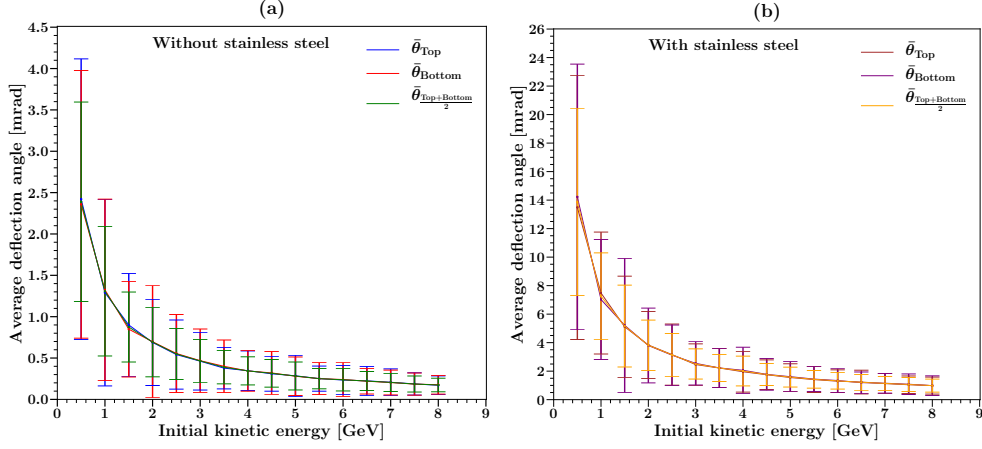 (a)
Without stainless steel
θ̄Top
θ̄Bottom
θ̄Top+Bottom/2
Average deflection angle [mrad]
4.5
4.0
3.5
3.0
2.5
2.0
1.5
1.0
0.5
0.0
0 1 2 3 4 5 6 7 8 9
Initial kinetic energy [GeV]
(b)
With stainless steel
θ̄Top
θ̄Bottom
θ̄Top+Bottom/2
Average deflection angle [mrad]
26
24
22
20
18
16
14
12
10
8
6
4
2
0
0 1 2 3 4 5 6 7 8 9
Initial kinetic energy [GeV]